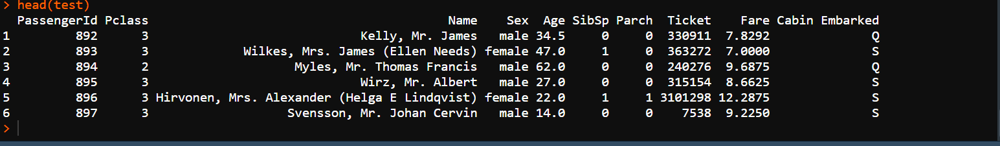 > head(test)
PassengerId Pclass Name Sex Age SibSp Parch Ticket Fare Cabin Embarked
1 892 3 Kelly, Mr. James male 34.5 0 0 330911 7.8292 Q
2 893 3 Wilkes, Mrs. James (Ellen Needs) female 47.0 1 0 363272 7.0000 S
3 894 2 Myles, Mr. Thomas Francis male 62.0 0 0 240276 9.6875 Q
4 895 3 Wirz, Mr. Albert male 27.0 0 0 315154 8.6625 S
5 896 3 Hirvonen, Mrs. Alexander (Helga E Lindqvist) female 22.0 1 1 3101298 12.2875 S
6 897 3 Svensson, Mr. Johan Cervin male 14.0 0 0 7538 9.2250 S
>